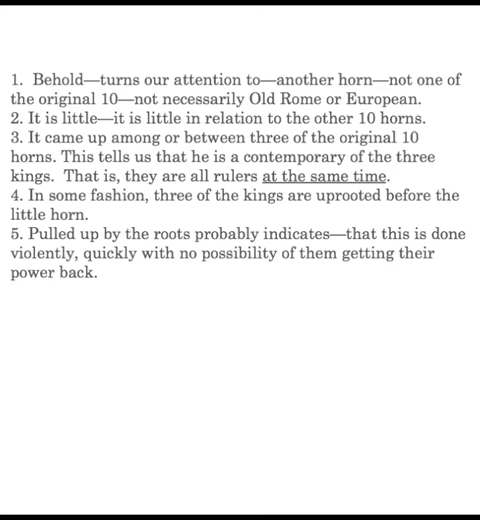 1.  Behold—turns our attention to—another horn—not one of
the original 10—not necessarily Old Rome or European.
2. It is little—it is little in relation to the other 10 horns.
3. It came up among or between three of the original 10
horns. This tells us that he is a contemporary of the three
kings.  That is, they are all rulers at the same time.
4. In some fashion, three of the kings are uprooted before the
little horn.
5. Pulled up by the roots probably indicates—that this is done
violently, quickly with no possibility of them getting their
power back.